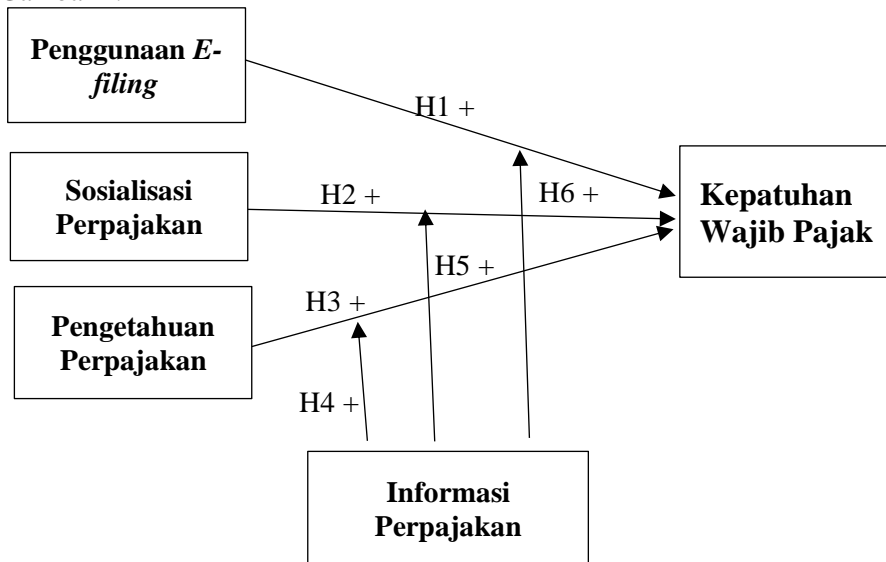 Penggunaan E-
filing
H1 +
Sosialisasi
Perpajakan
H2 +
H6 +
Kepatuhan
Wajib Pajak
H5 +
H3 +
Pengetahuan
Perpajakan
H4 +
Informasi
Perpajakan